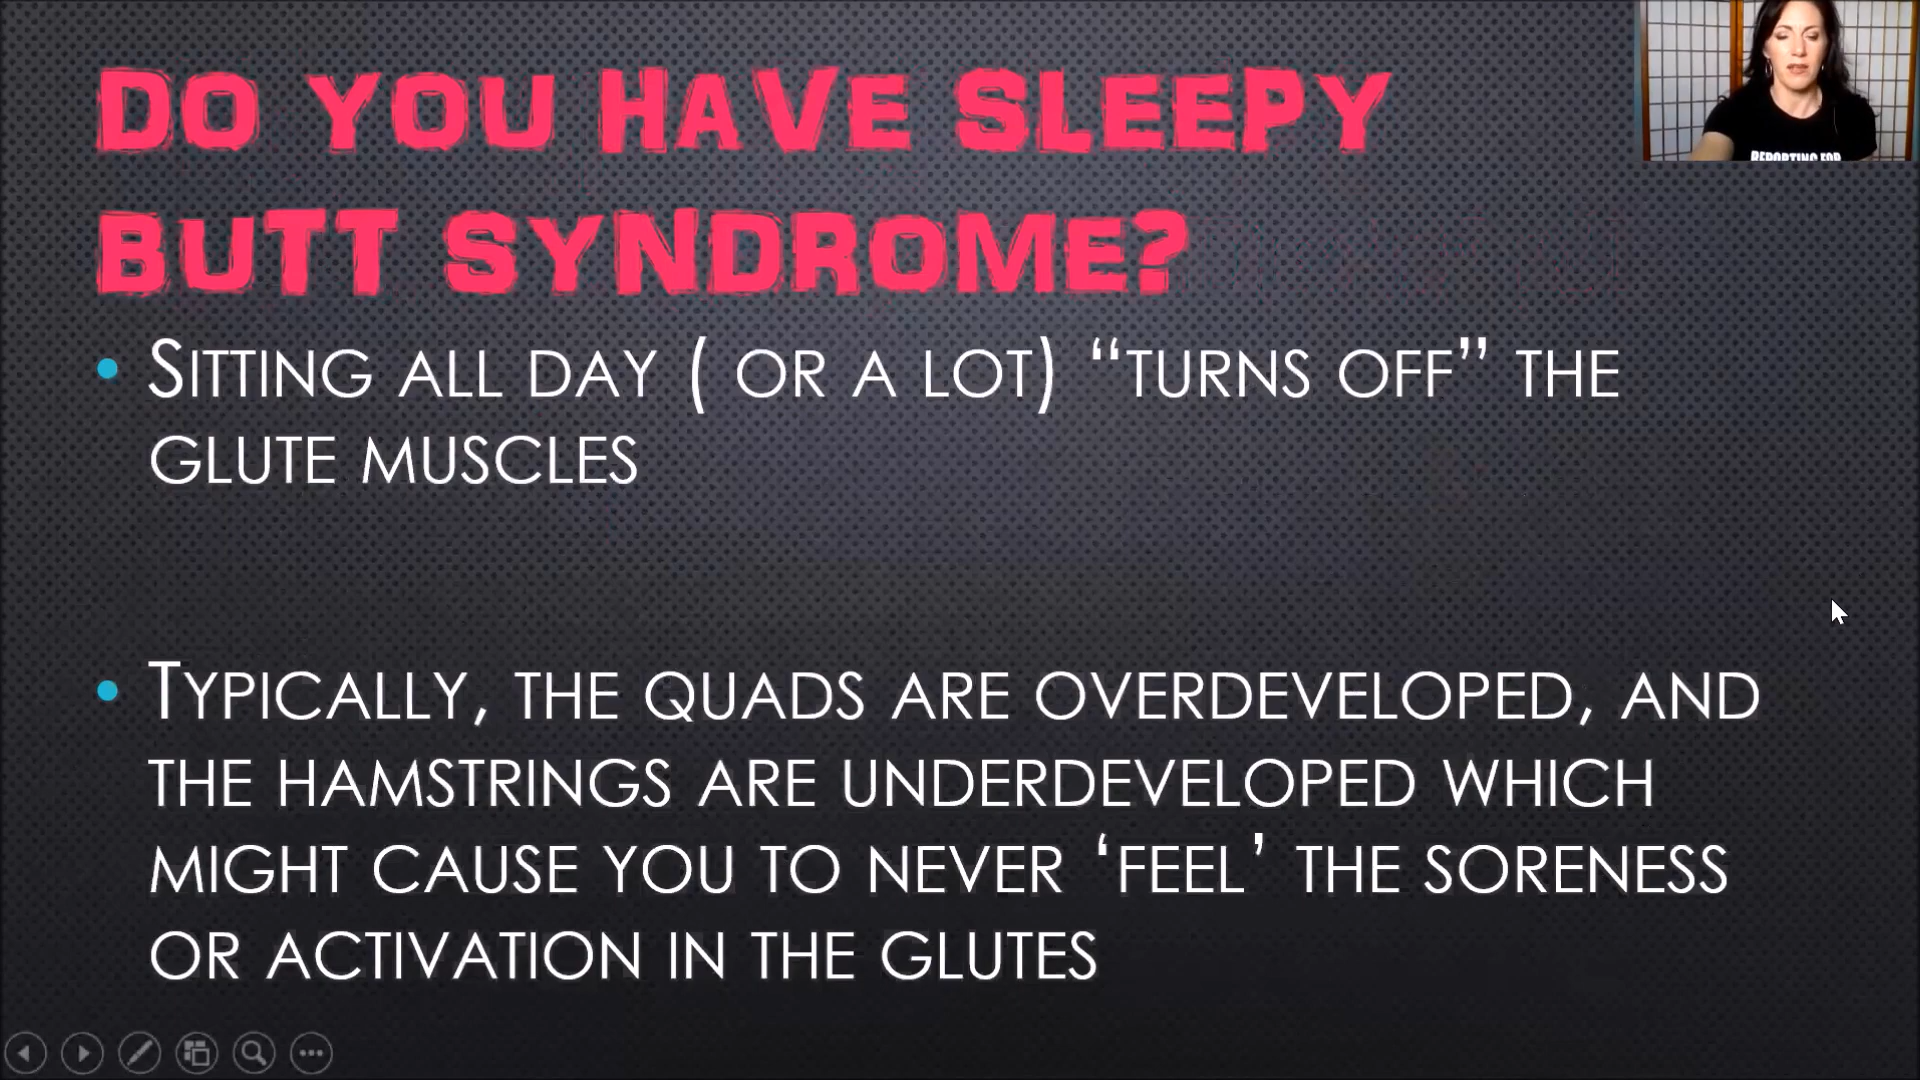 DO YOU HAVE SLEEPY
BUTT SYNDROME?
• SITTING ALL DAY ( OR A LOT) “TURNS OFF” THE
GLUTE MUSCLES
• TYPICALLY, THE QUADS ARE OVERDEVELOPED, AND
THE HAMSTRINGS ARE UNDERDEVELOPED WHICH
MIGHT CAUSE YOU TO NEVER ‘FEEL’ THE SORENESS
OR ACTIVATION IN THE GLUTES
REPORTING FOR